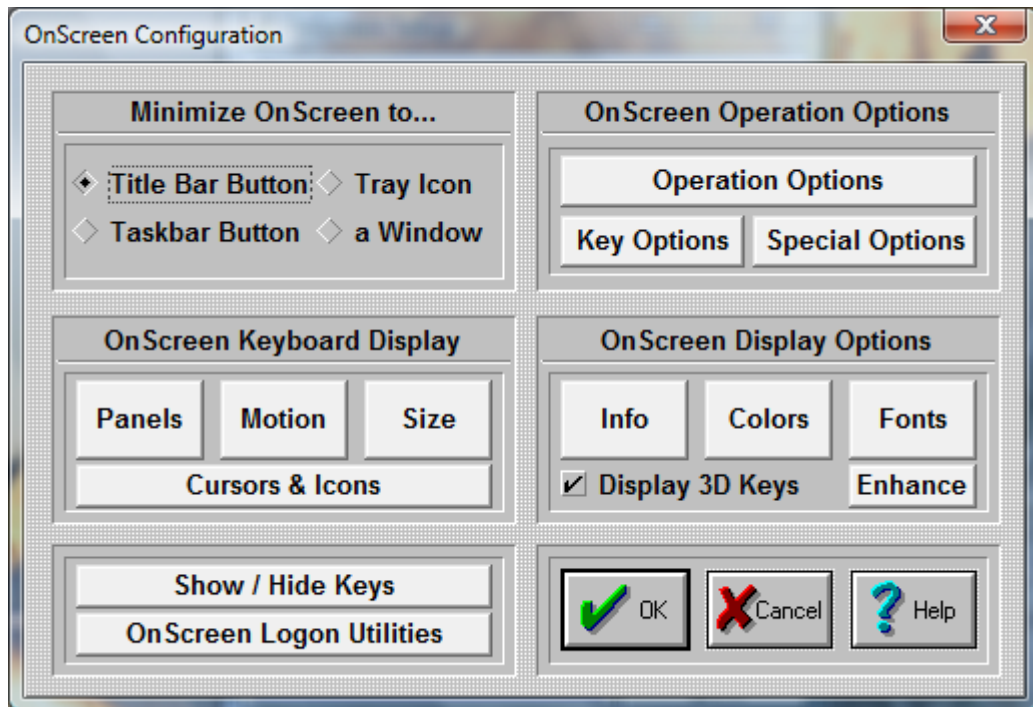 OnScreen Configuration
Minimize OnScreen to...
Title Bar Button
Tray Icon
Taskbar Button
a Window
OnScreen Operation Options
Operation Options
Key Options
Special Options
OnScreen Keyboard Display
Panels
Motion
Size
Cursors & Icons
OnScreen Display Options
Info
Colors
Fonts
Display 3D Keys
Enhance
Show / Hide Keys
OnScreen Logon Utilities
OK
Cancel
Help